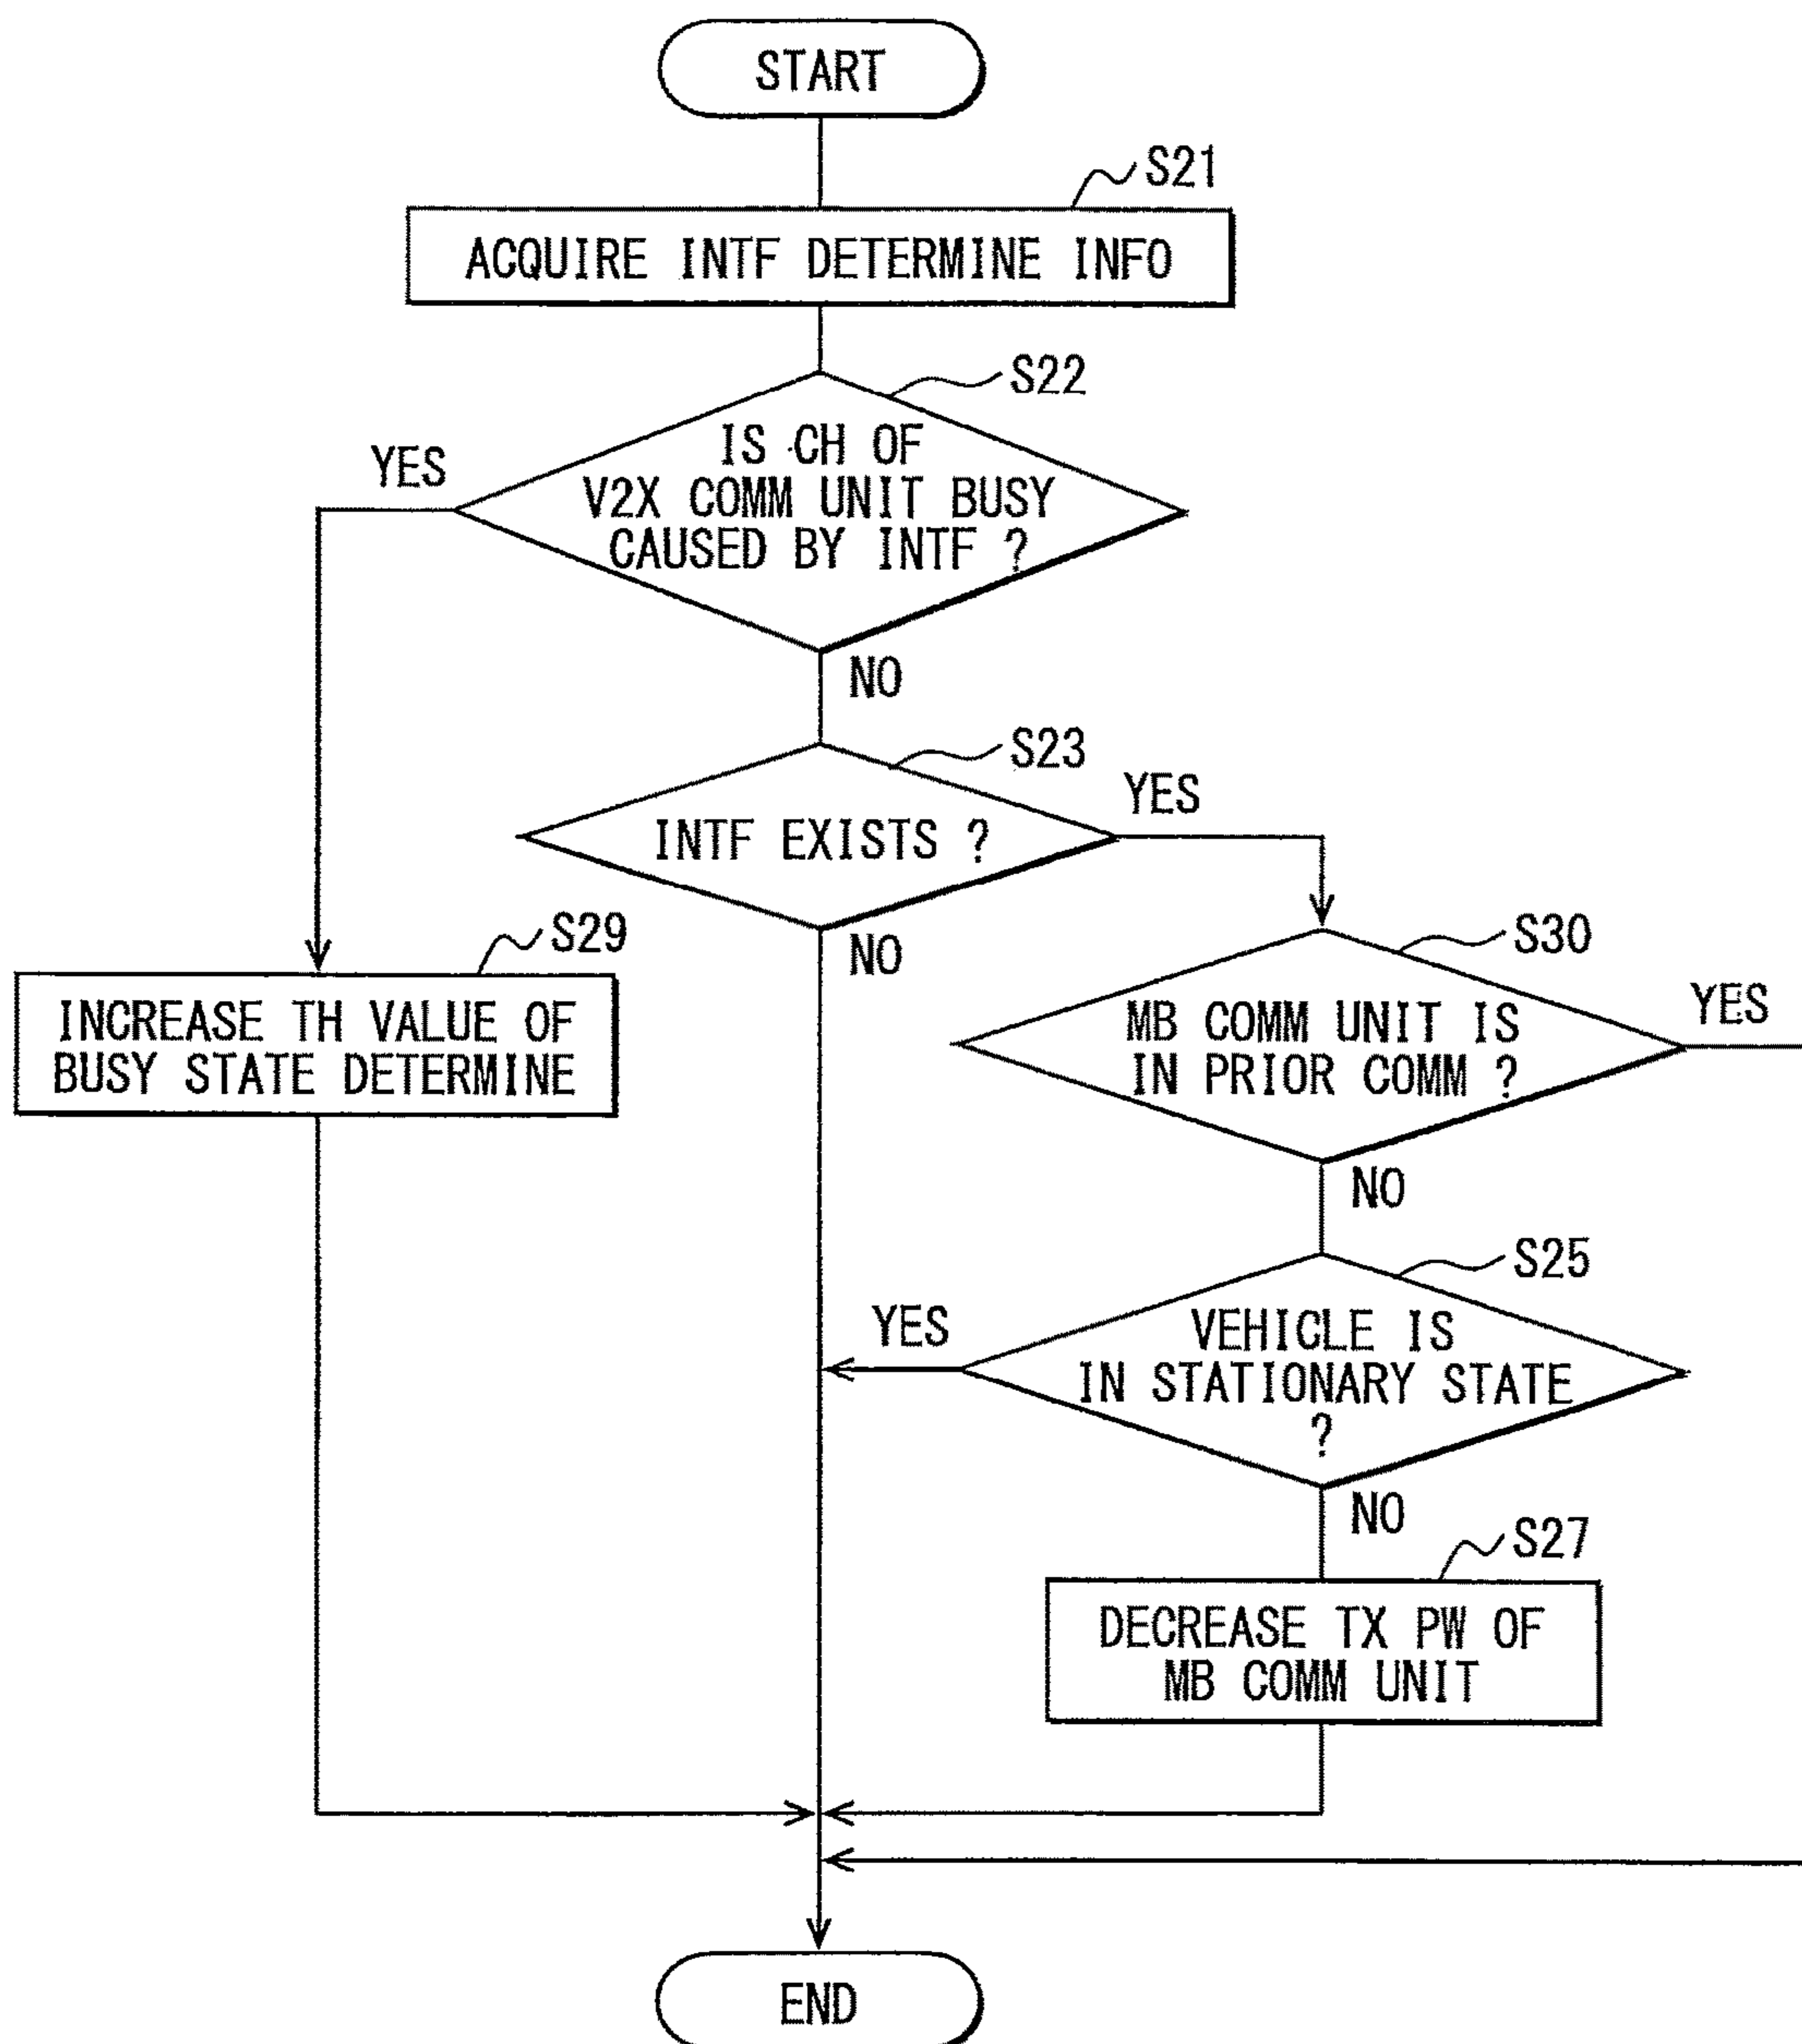 START
S21
ACQUIRE INTF DETERMINE INFO
S22
IS CH OF
V2X COMM UNIT BUSY
CAUSED BY INTF ?
YES
NO
S23
INTF EXISTS ?
YES
NO
S29
INCREASE TH VALUE OF
BUSY STATE DETERMINE
S30
MB COMM UNIT IS
IN PRIOR COMM ?
YES
NO
S25
VEHICLE IS
IN STATIONARY STATE
?
YES
NO
S27
DECREASE TX PW OF
MB COMM UNIT
END